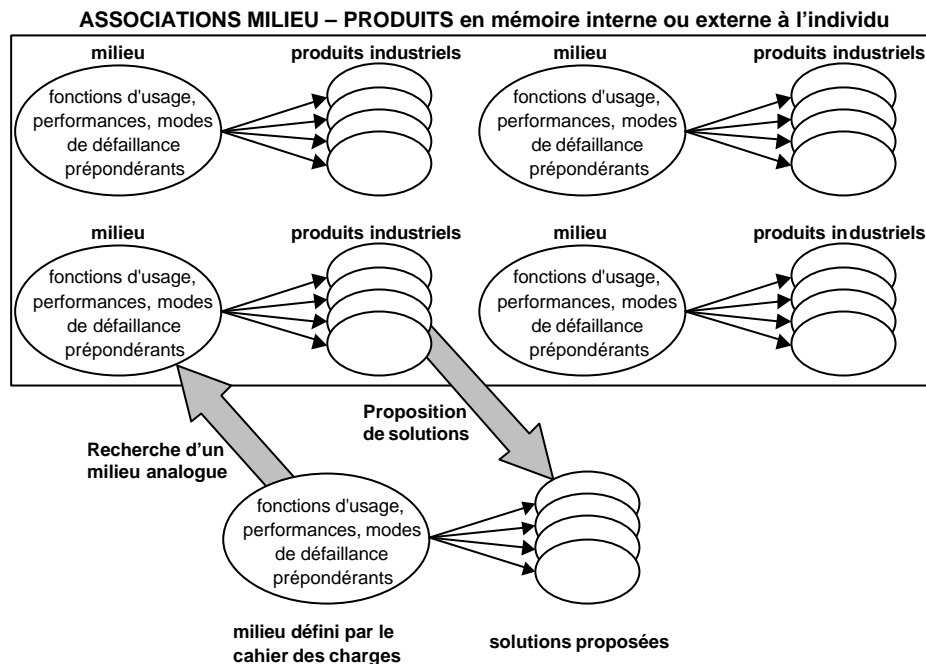 ASSOCIATIONS MILIEU – PRODUITS en mémoire interne ou externe à l'individu
milieu
produits industriels
fonctions d'usage,
performances, modes
de défaillance
prépondérants
milieu
produits industriels
fonctions d'usage,
performances, modes
de défaillance
prépondérants
milieu
produits industriels
fonctions d'usage,
performances, modes
de défaillance
prépondérants
milieu
produits industriels
fonctions d'usage,
performances, modes
de défaillance
prépondérants
Recherche d'un
milieu analogue
Proposition
de solutions
fonctions d'usage,
performances, modes
de défaillance
prépondérants
milieu défini par le
cahier des charges
solutions proposées